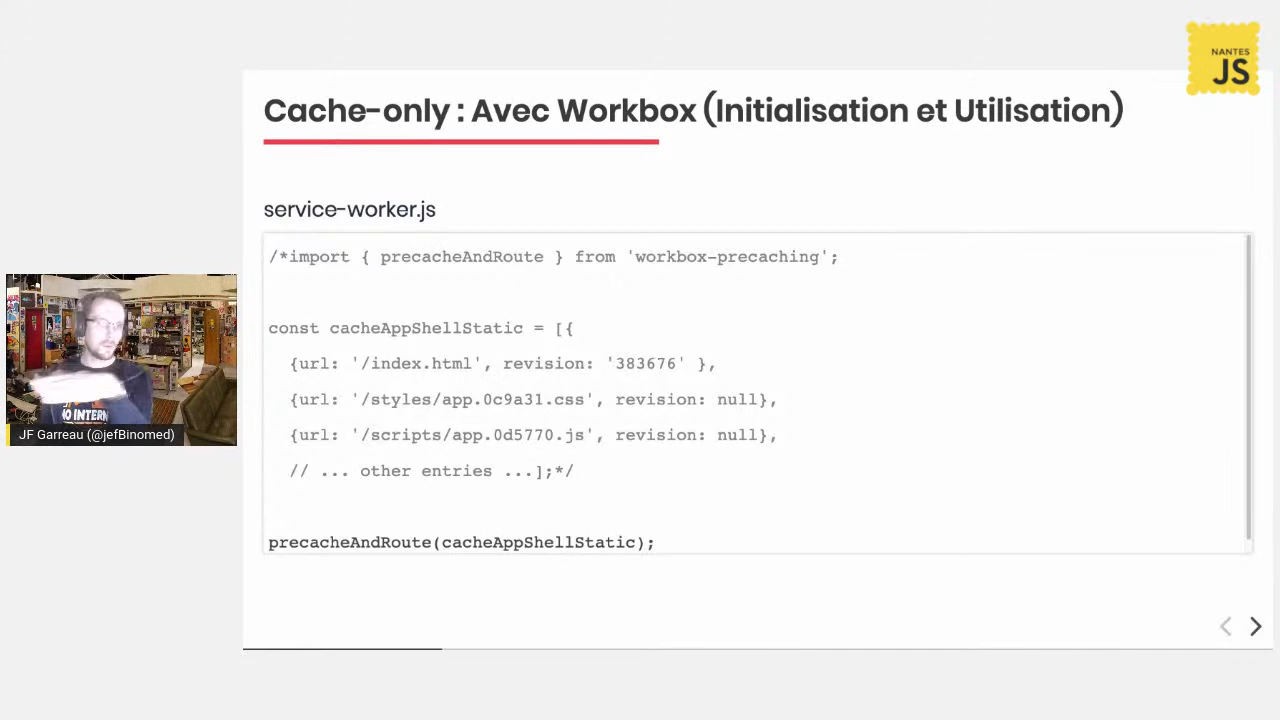 NANTES
JS
Cache-only : Avec Workbox (Initialisation et Utilisation)
service-worker.js
/*import { precacheAndRoute } from 'workbox-precaching';
const cacheAppShellStatic = [{
{url: '/index.html', revision: '383676' },
{url: '/styles/app.0c9a31.css', revision: null},
{url: '/scripts/app.0d5770.js', revision: null},
// ... other entries ...];*/
precacheAndRoute(cacheAppShellStatic);
JF Garreau (@jefBinomed)